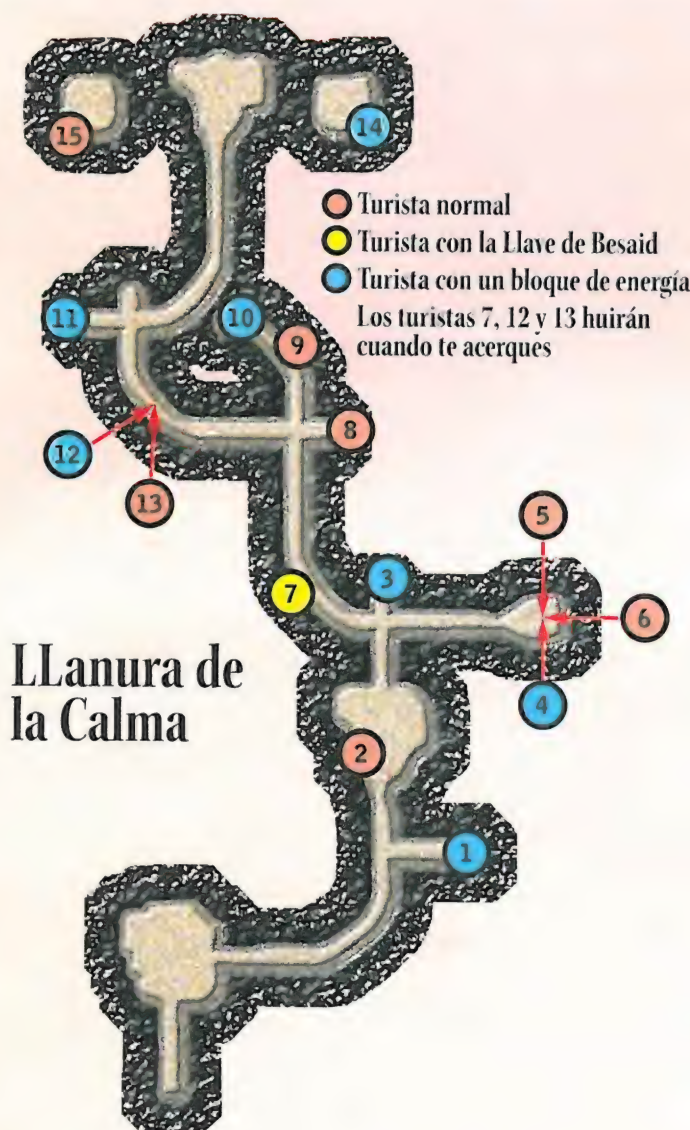 15
14
Turista normal
Turista con la Llave de Besaid
Turista con un bloque de energía
Los turistas 7, 12 y 13 huirán
cuando te acerques
11
10
9
8
12
13
5
3
7
6
4
LLanura de
la Calma
2
1